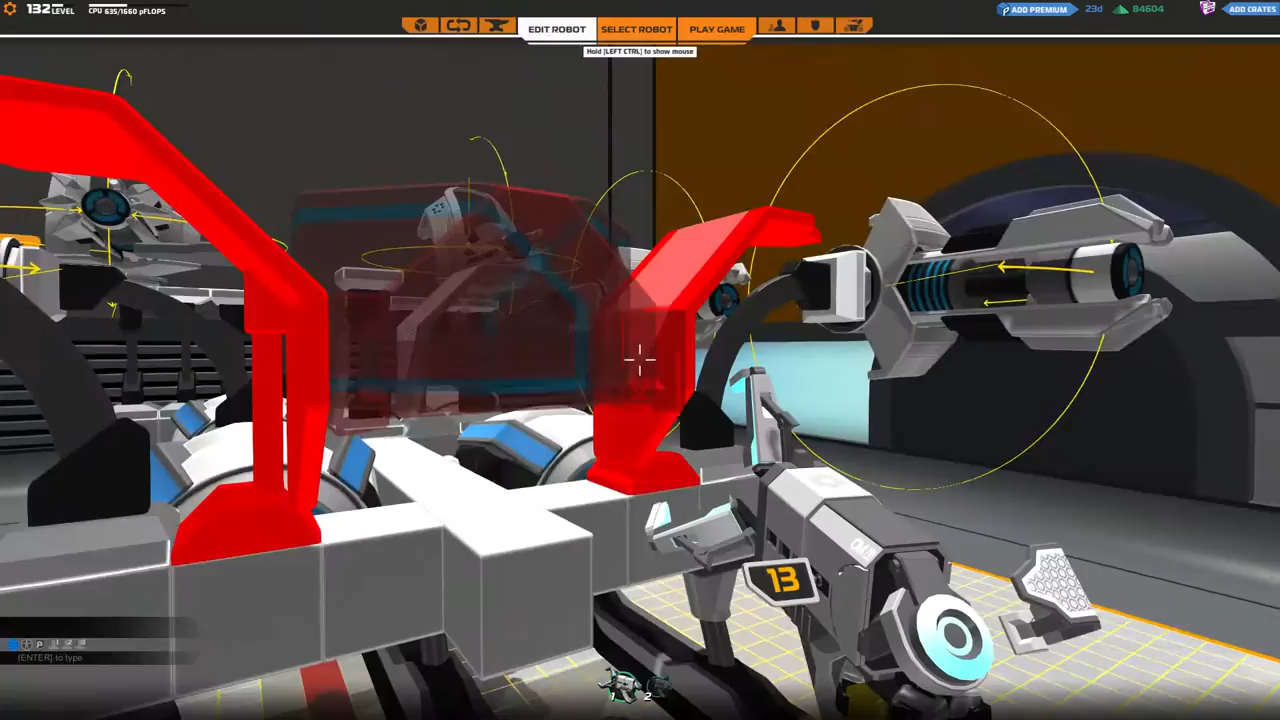 132 LEVEL
CPU 635/1660 pFLOPS
EDIT ROBOT
SELECT ROBOT
PLAY GAME
P ADD PREMIUM
23d
84604
ADD CRATES
Hold [LEFT CTRL] to show mouse
13
P
[ENTER] to type
1
2